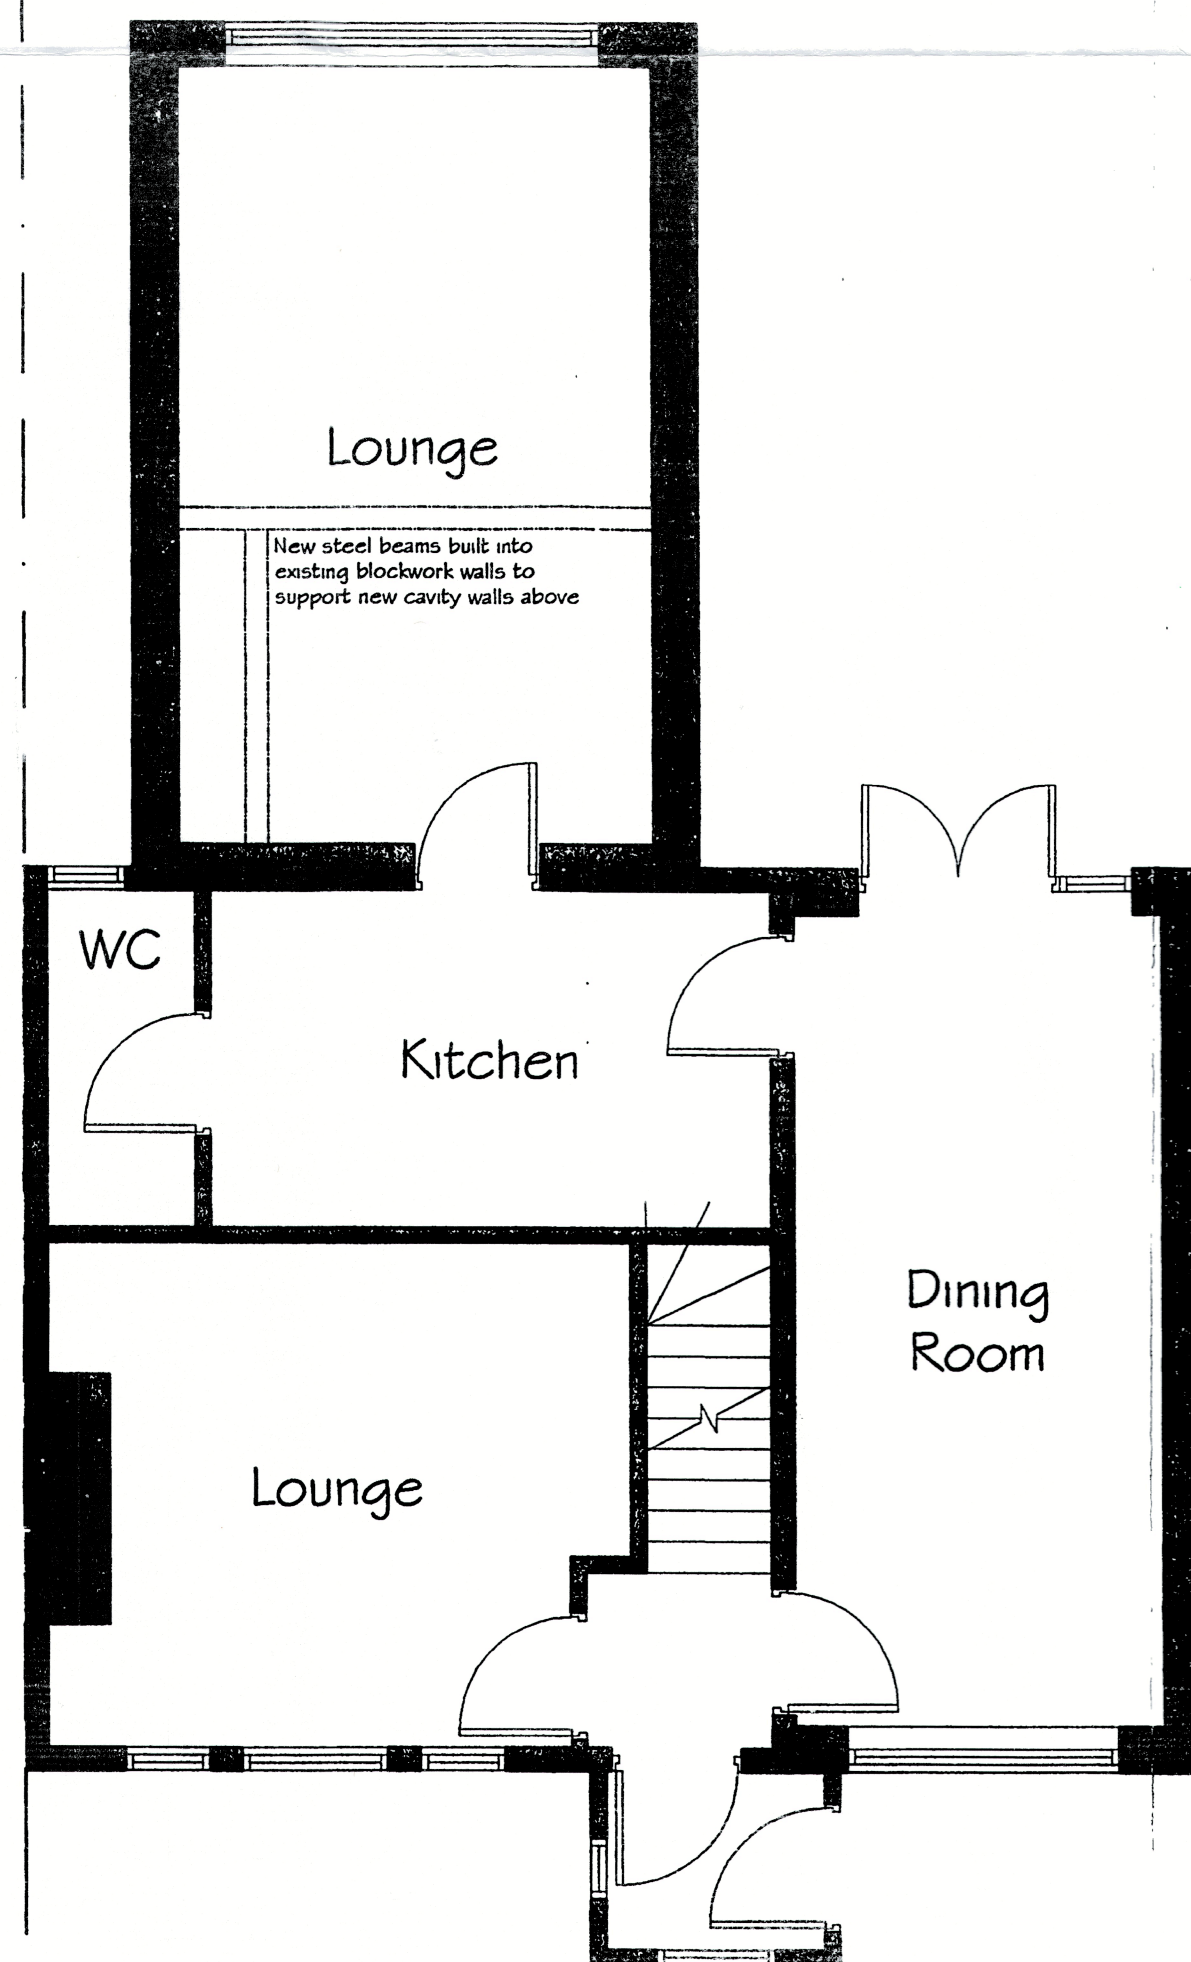 Lounge
New steel beams built into
existing blockwork walls to
support new cavity walls above
WC
Kitchen
Dining
Room
Lounge